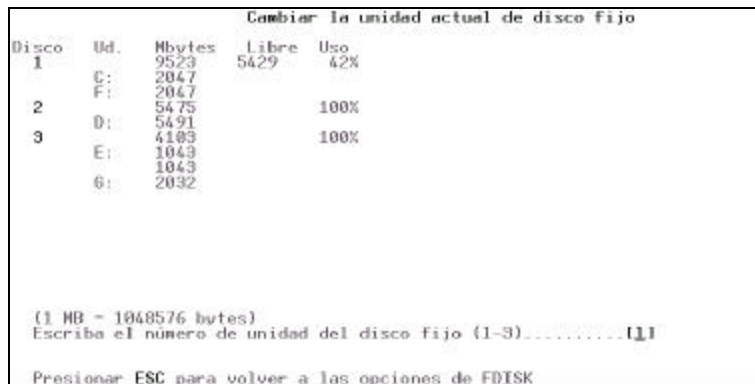 Cambiar la unidad actual de disco fijo
Disco Ud. Mbytes Libre Uso
1 9523 5429 42%
C: 2047
F: 2047
2 5475 100%
D: 5491
3 4103 100%
E: 1043
1043
G: 2032
(1 MB = 1048576 bytes)
Escriba el número de unidad del disco fijo (1-3)..........[1]
Presionar ESC para volver a las opciones de FDISK